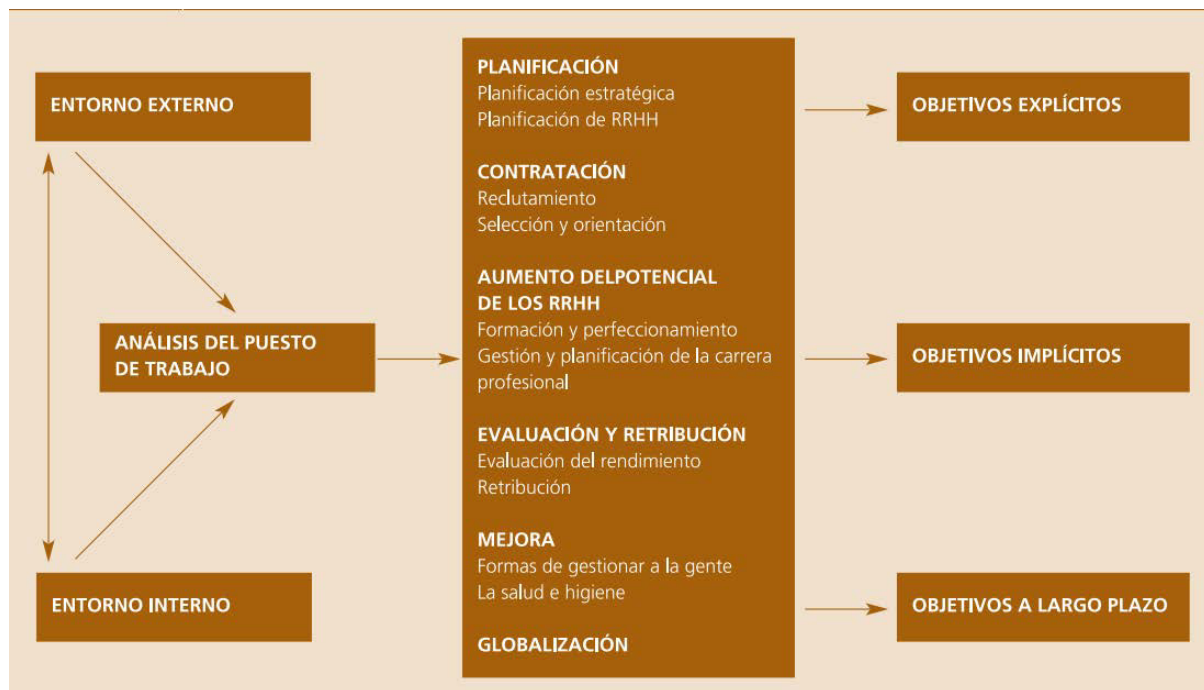 ENTORNO EXTERNO
ANÁLISIS DEL PUESTO
DE TRABAJO
ENTORNO INTERNO
PLANIFICACIÓN
Planificación estratégica
Planificación de RRHH
CONTRATACIÓN
Reclutamiento
Selección y orientación
AUMENTO DELPOTENCIAL
DE LOS RRHH
Formación y perfeccionamiento
Gestión y planificación de la carrera
profesional
EVALUACIÓN Y RETRIBUCIÓN
Evaluación del rendimiento
Retribución
MEJORA
Formas de gestionar a la gente
La salud e higiene
GLOBALIZACIÓN
OBJETIVOS EXPLÍCITOS
OBJETIVOS IMPLÍCITOS
OBJETIVOS A LARGO PLAZO